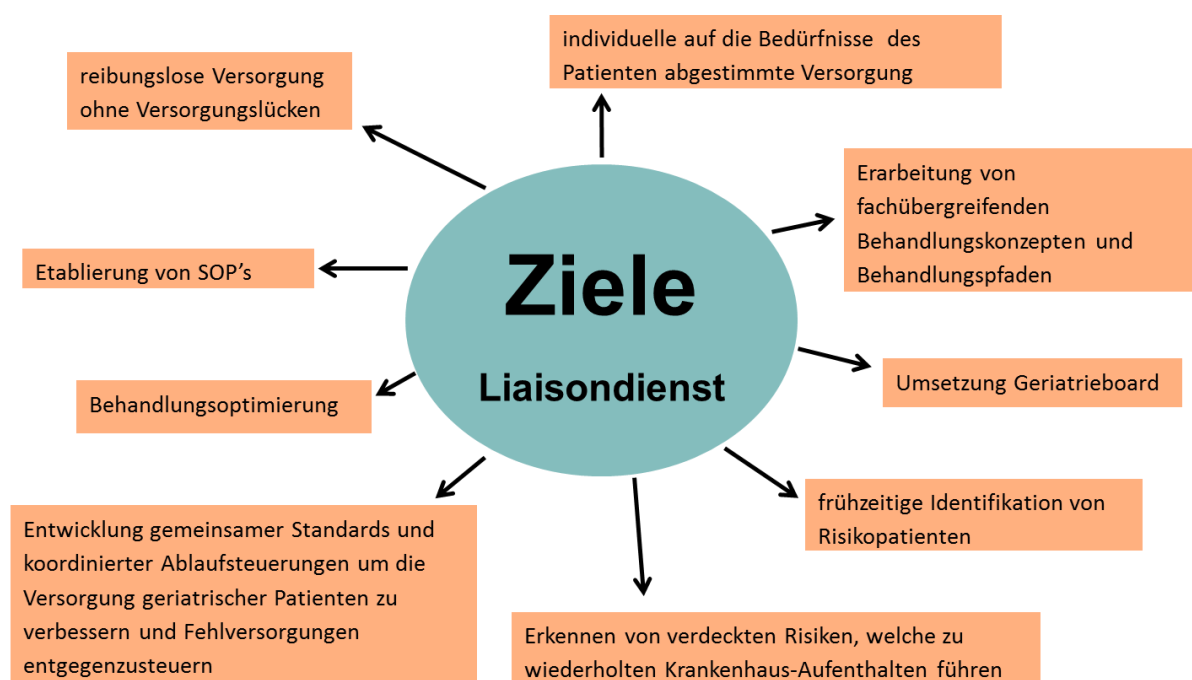 individuelle auf die Bedürfnisse des
Patienten abgestimmte Versorgung
reibungslose Versorgung
ohne Versorgungslücken
Erarbeitung von
fachübergreifenden
Behandlungskonzepten und
Behandlungspfaden
Etablierung von SOP's
Ziele
Liaisondienst
Umsetzung Geriatrieboard
Behandlungsoptimierung
frühzeitige Identifikation von
Risikopatienten
Entwicklung gemeinsamer Standards und
koordinierter Ablaufsteuerungen um die
Versorgung geriatrischer Patienten zu
verbessern und Fehlversorgungen
entgegenzusteuern
Erkennen von verdeckten Risiken, welche zu
wiederholten Krankenhaus-Aufenthalten führen